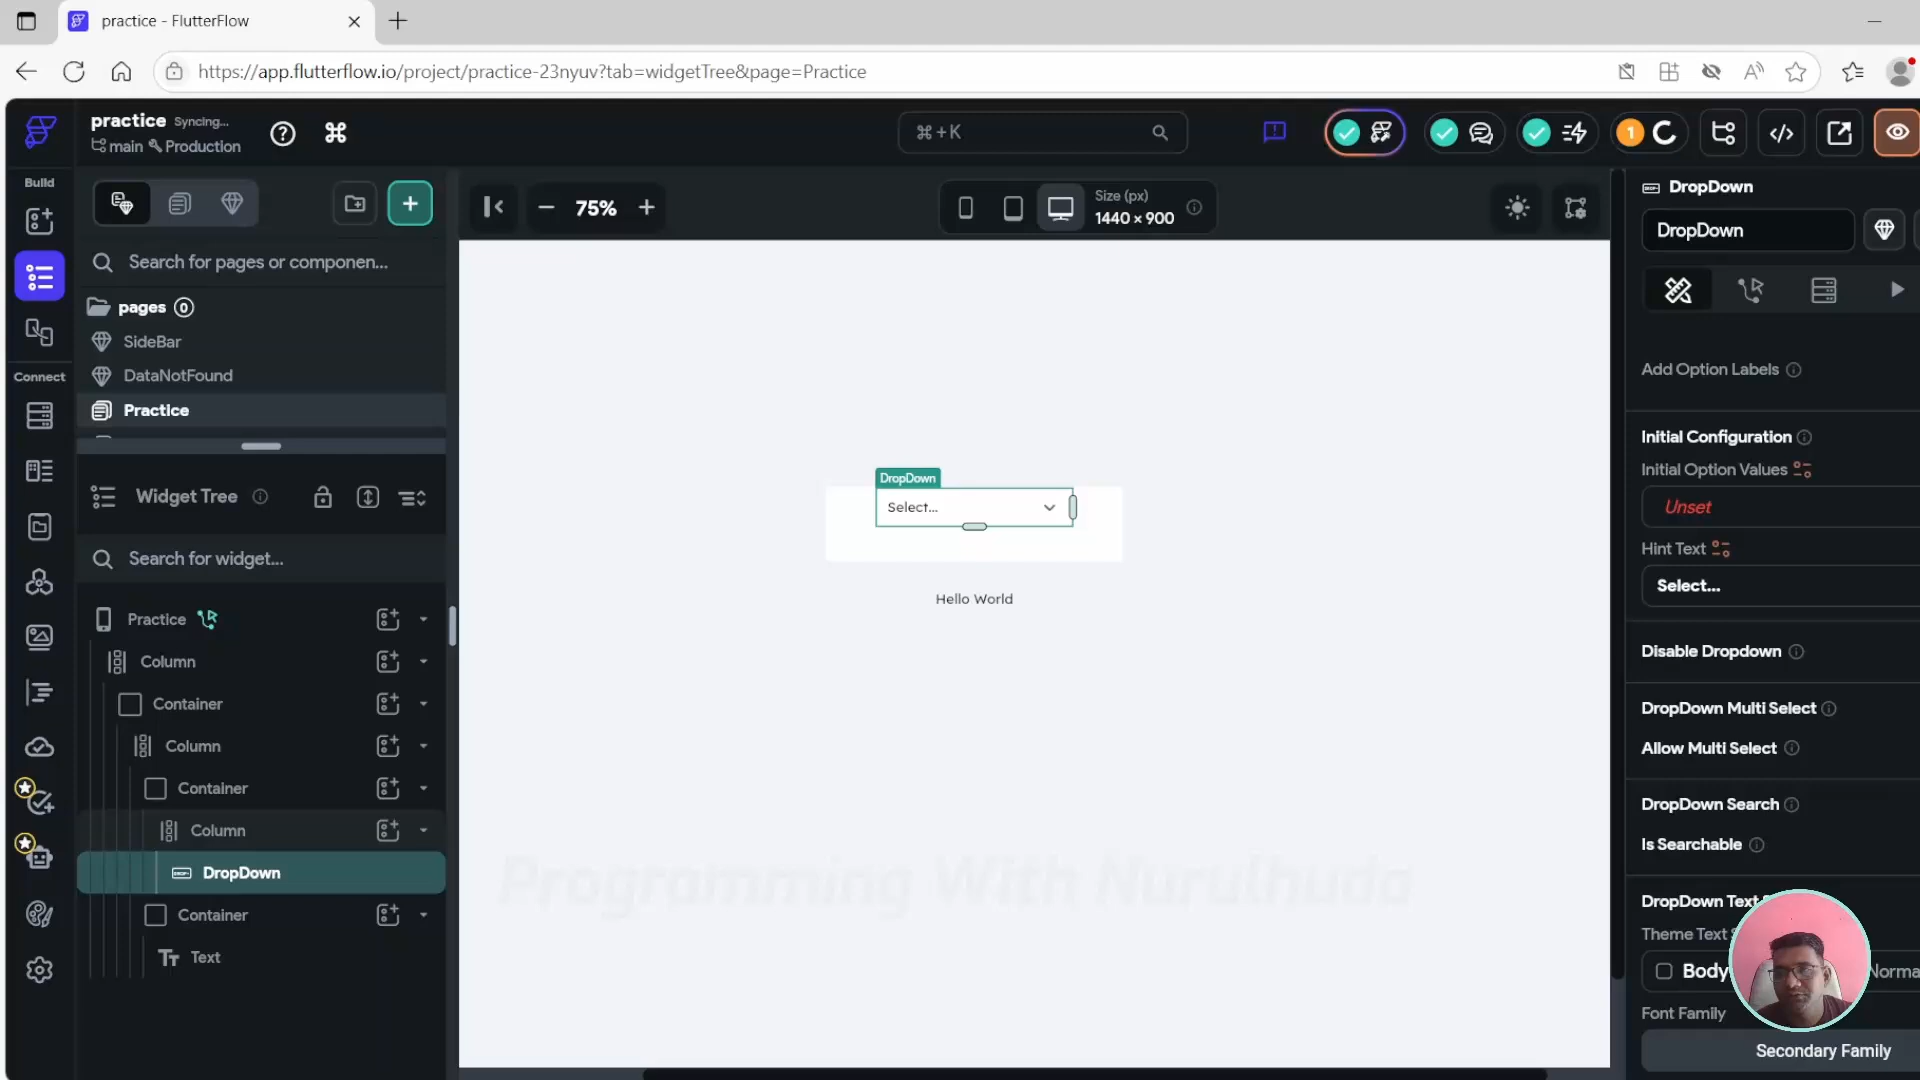 practice - FlutterFlow
https://app.flutterflow.io/project/practice-23nyuv?tab=widgetTree&page=Practice
practice Syncing...
main Production
⌘+K
1
Build
75%
Size (px)
1440 × 900
DropDown
DropDown
Search for pages or componen...
pages 0
SideBar
DataNotFound
Connect
Practice
Widget Tree
Search for widget...
Practice
Column
Container
Column
Container
Column
DropDown
Container
Text
DropDown
Select...
Hello World
Programming With Nurulhuda
Add Option Labels
Initial Configuration
Initial Option Values
Unset
Hint Text
Select...
Disable Dropdown
DropDown Multi Select
Allow Multi Select
DropDown Search
Is Searchable
DropDown Text
Theme Text
Body
Font Family
Secondary Family